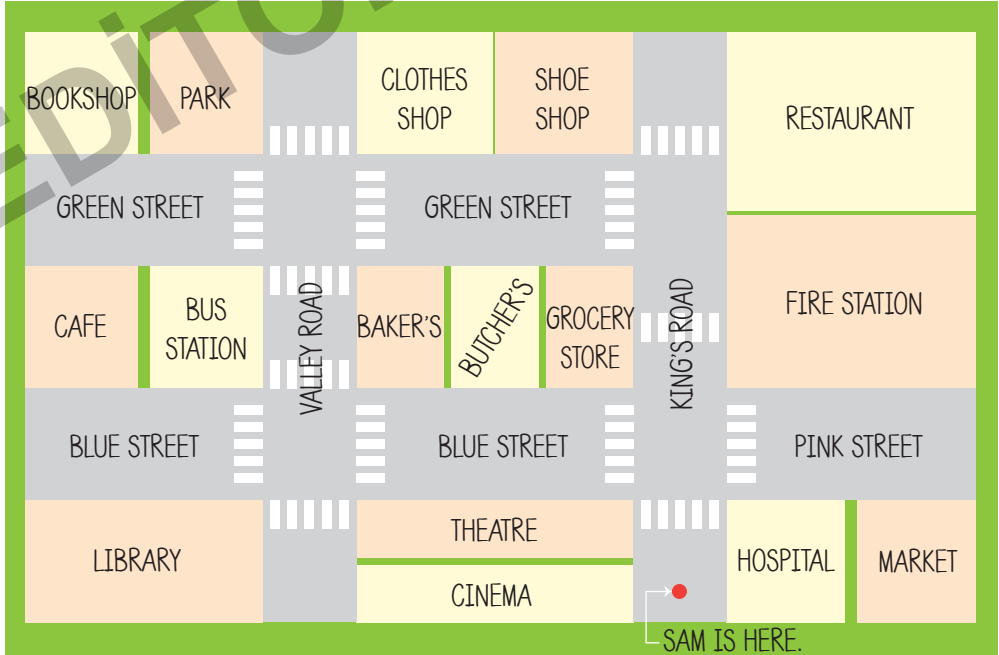 BOOKSHOP
PARK
CLOTHES
SHOP
SHOE
SHOP
RESTAURANT
GREEN STREET
GREEN STREET
CAFE
BUS
STATION
VALLEY ROAD
BAKER'S
BUTCHER'S
GROCERY
STORE
KING'S ROAD
FIRE STATION
BLUE STREET
BLUE STREET
PINK STREET
LIBRARY
THEATRE
CINEMA
HOSPITAL
MARKET
SAM IS HERE.